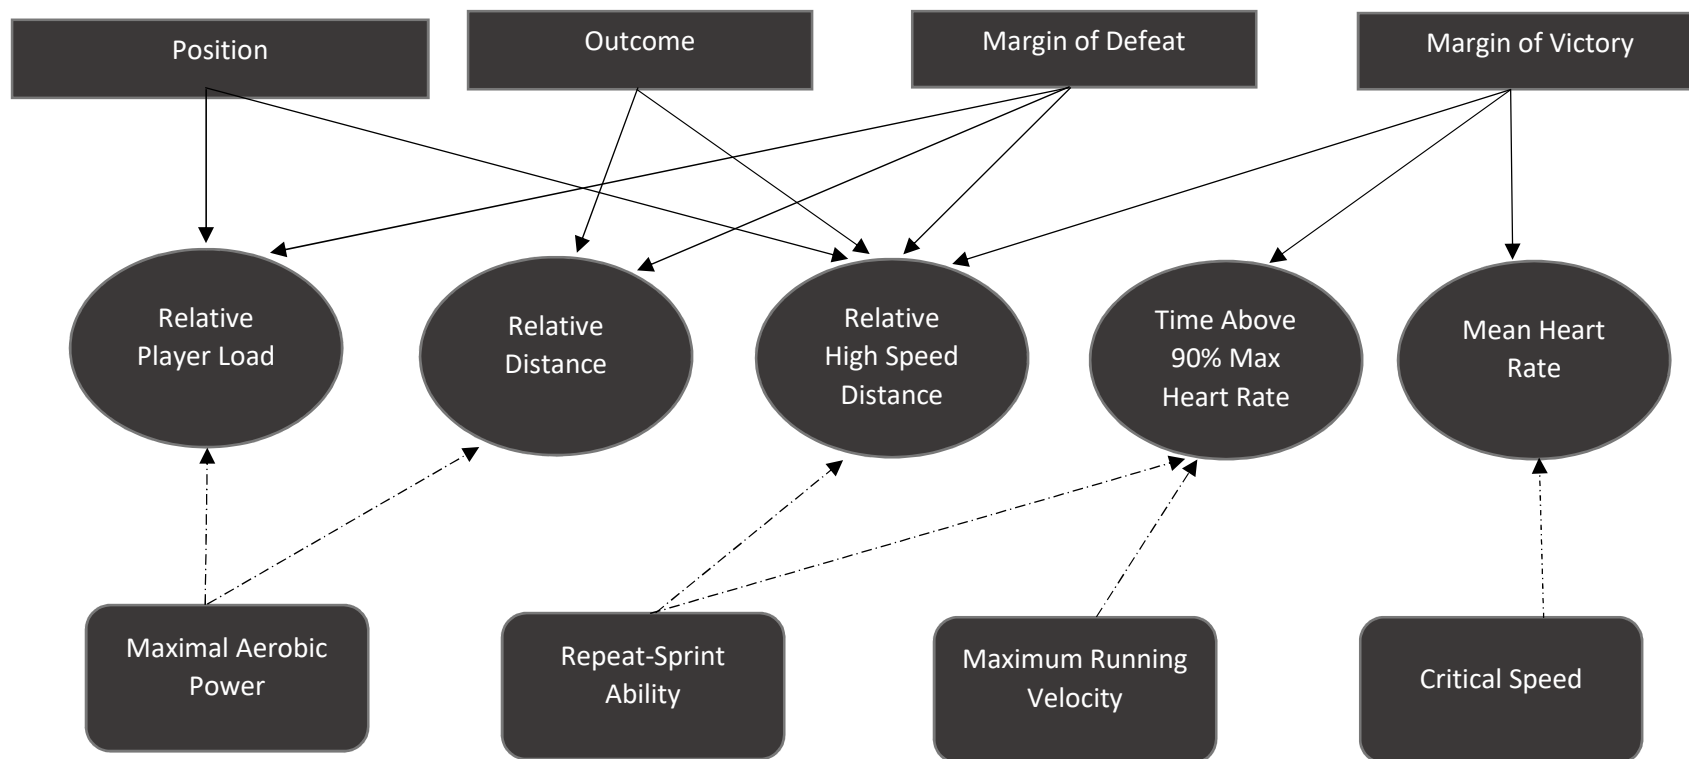 Position
Outcome
Margin of Defeat
Margin of Victory
Relative
Player Load
Relative
Distance
Relative
High Speed
Distance
Time Above
90% Max
Heart Rate
Mean Heart
Rate
Maximal Aerobic
Power
Repeat-Sprint
Ability
Maximum Running
Velocity
Critical Speed